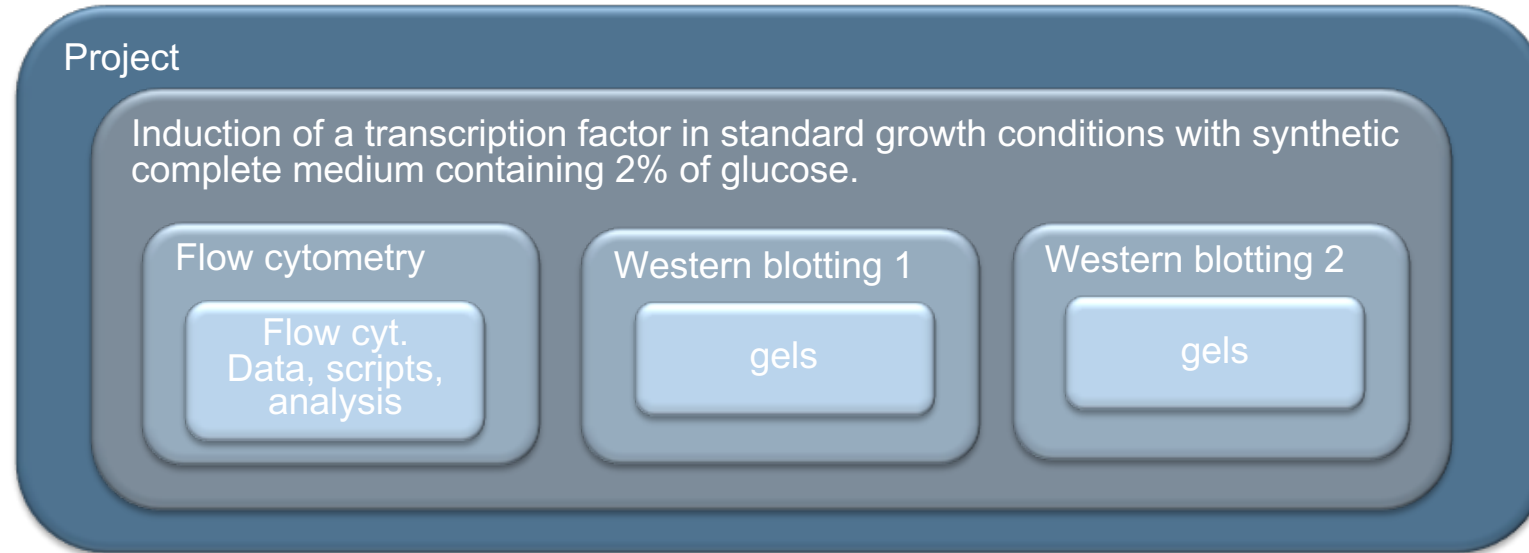 Project
Induction of a transcription factor in standard growth conditions with synthetic
complete medium containing 2% of glucose.
Flow cytometry
Flow cyt.
Data, scripts,
analysis
Western blotting 1
gels
Western blotting 2
gels